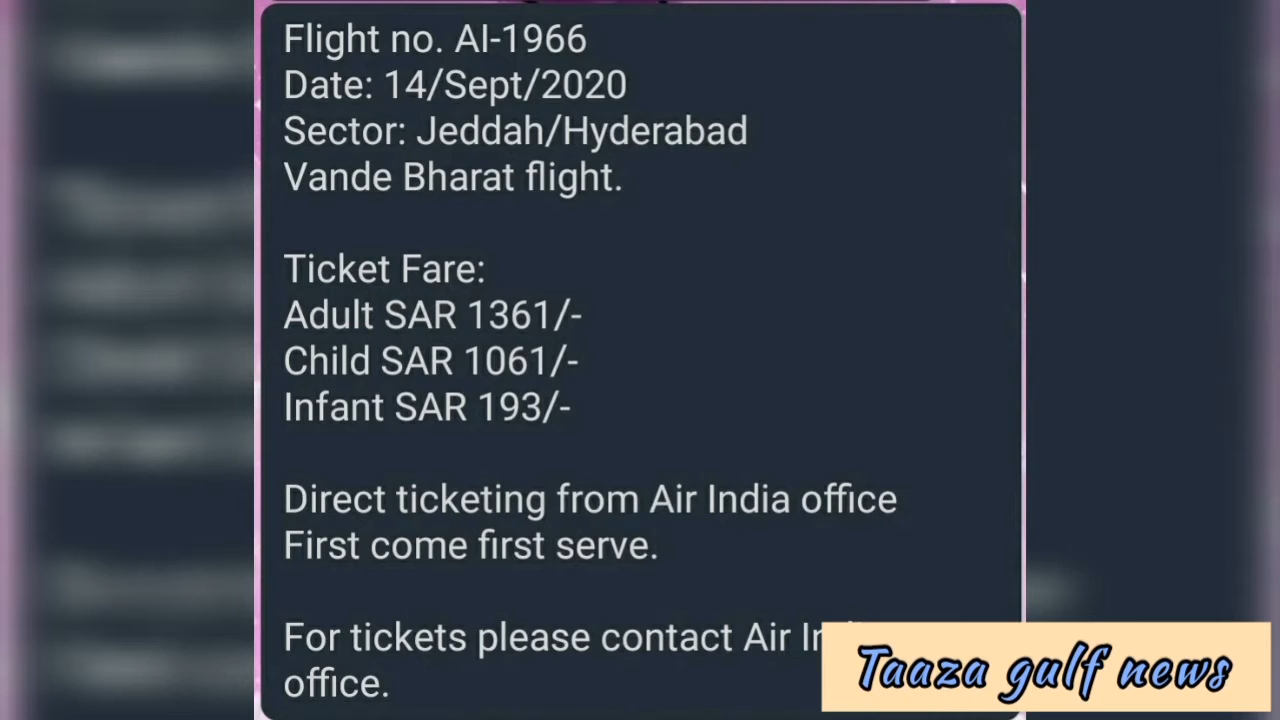 Flight no. AI-1966
Date: 14/Sept/2020
Sector: Jeddah/Hyderabad
Vande Bharat flight.
Ticket Fare:
Adult SAR 1361/-
Child SAR 1061/-
Infant SAR 193/-
Direct ticketing from Air India office
First come first serve.
For tickets please contact Air
office.
Taaza gulf news